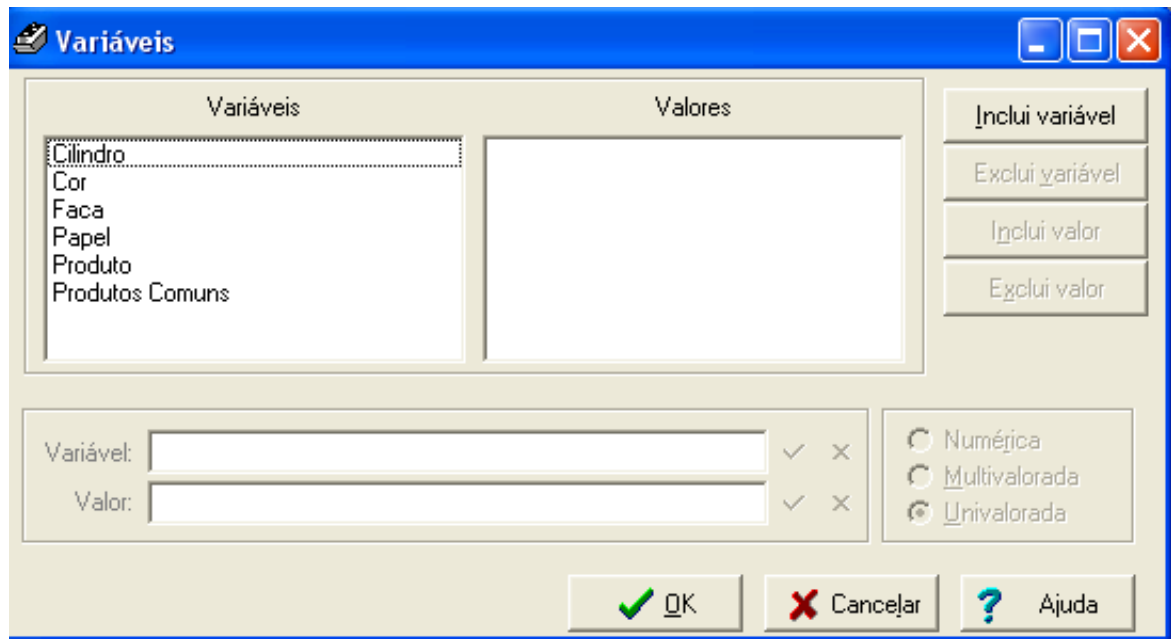 Variáveis
Variáveis
Valores
Cilindro
Cor
Faca
Papel
Produto
Produtos Comuns
Inclui variável
Exclui variável
Inclui valor
Exclui valor
Variável:
Valor:
Numérica
Multivalorada
Univalorada
OK
Cancelar
Ajuda